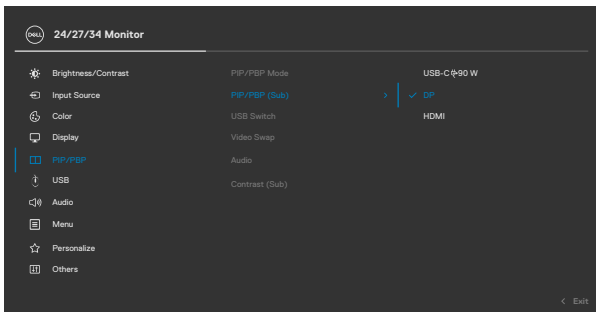 DELL 24/27/34 Monitor
Brightness/Contrast PIP/PBP Mode USB-C 90 W
Input Source PIP/PBP (Sub) > DP
Color USB Switch HDMI
Display Video Swap
PIP/PBP Audio
USB Contrast (Sub)
Audio
Menu
Personalize
Others
< Exit